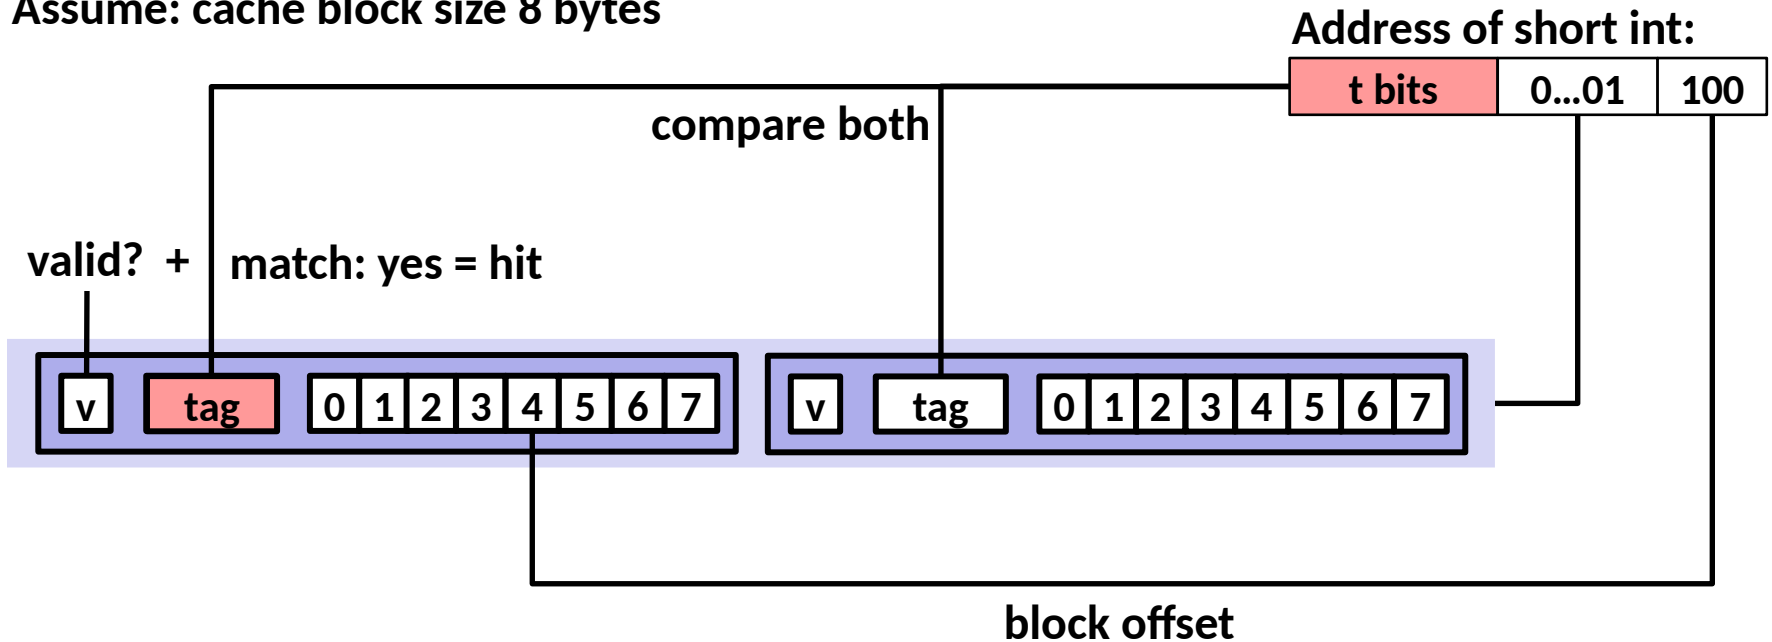 Assume: cache block size 8 bytes
Address of short int:
t bits 0...01 100
compare both
valid? + match: yes = hit
v tag 0 1 2 3 4 5 6 7 v tag 0 1 2 3 4 5 6 7
block offset